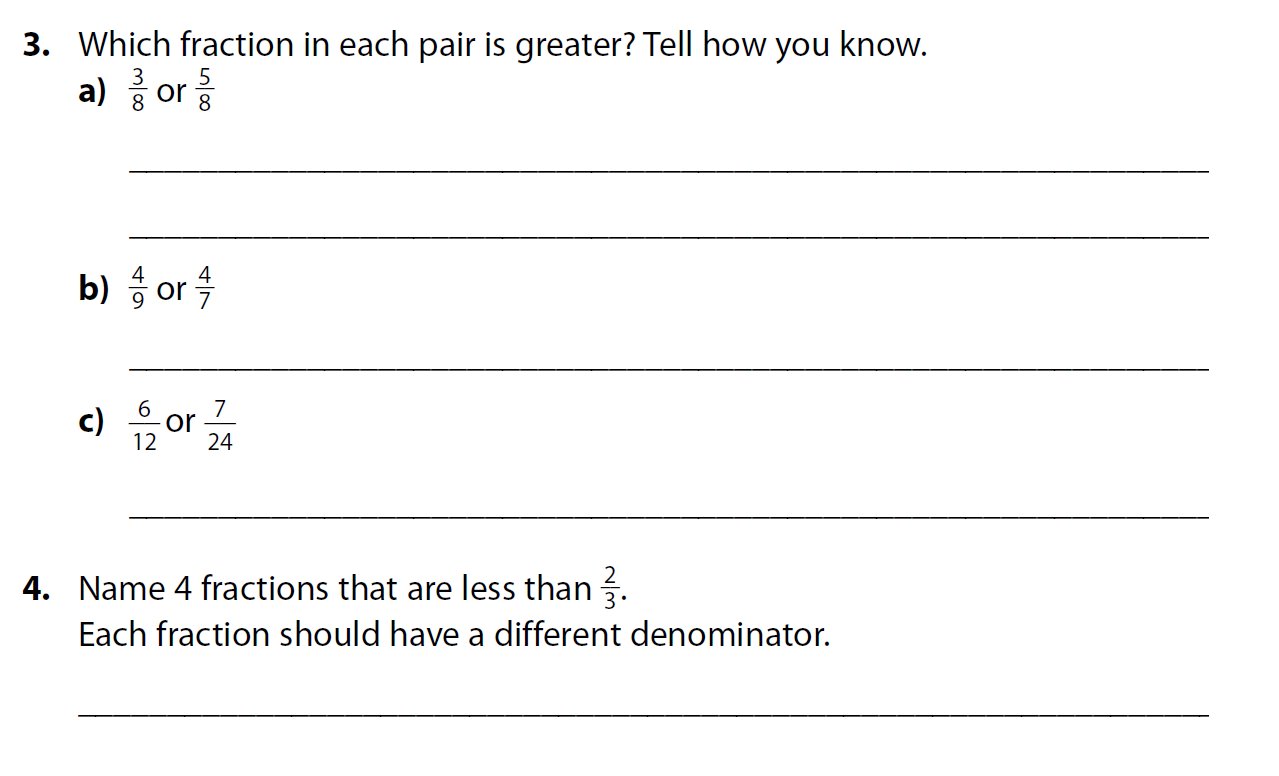 3. Which fraction in each pair is greater? Tell how you know.
a) 3/8 or 5/8
b) 4/9 or 4/7
c) 6/12 or 7/24
4. Name 4 fractions that are less than 2/3.
Each fraction should have a different denominator.